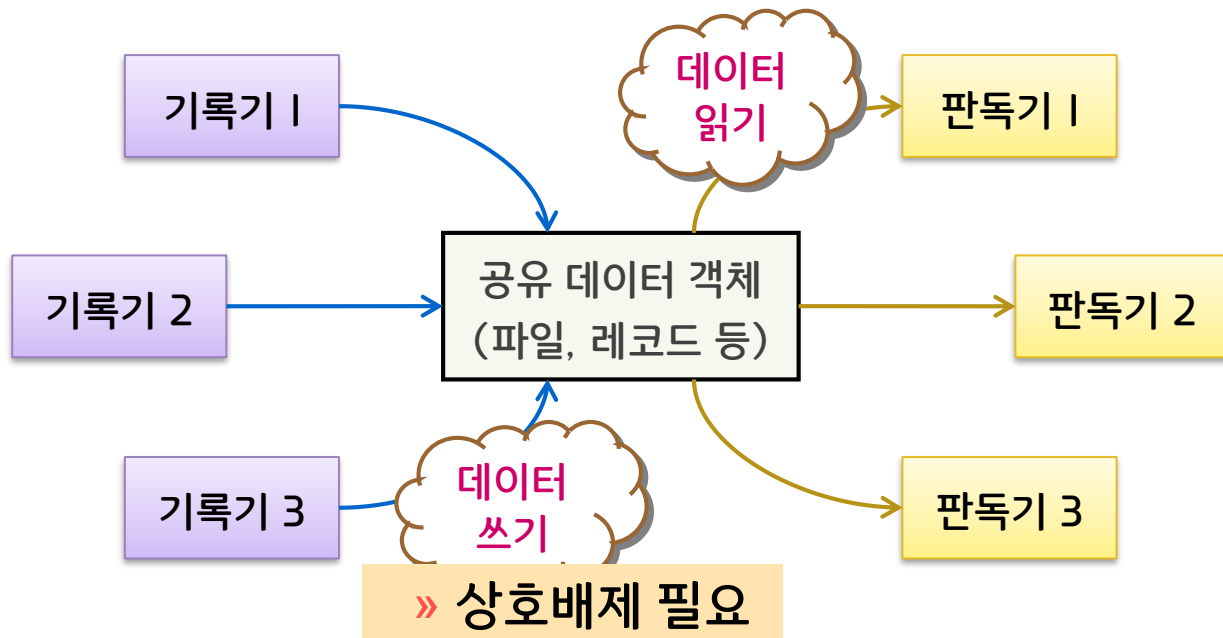 데이터
읽기
기록기 1
판독기 1
공유 데이터 객체
(파일, 레코드 등)
기록기 2
판독기 2
데이터
쓰기
기록기 3
판독기 3
» 상호배제 필요